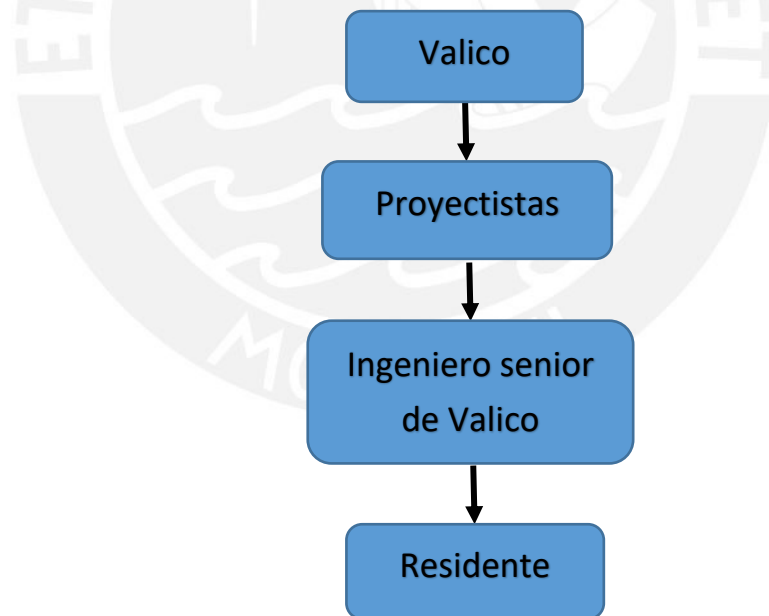 Valico
Proyectistas
Ingeniero senior
de Valico
Residente